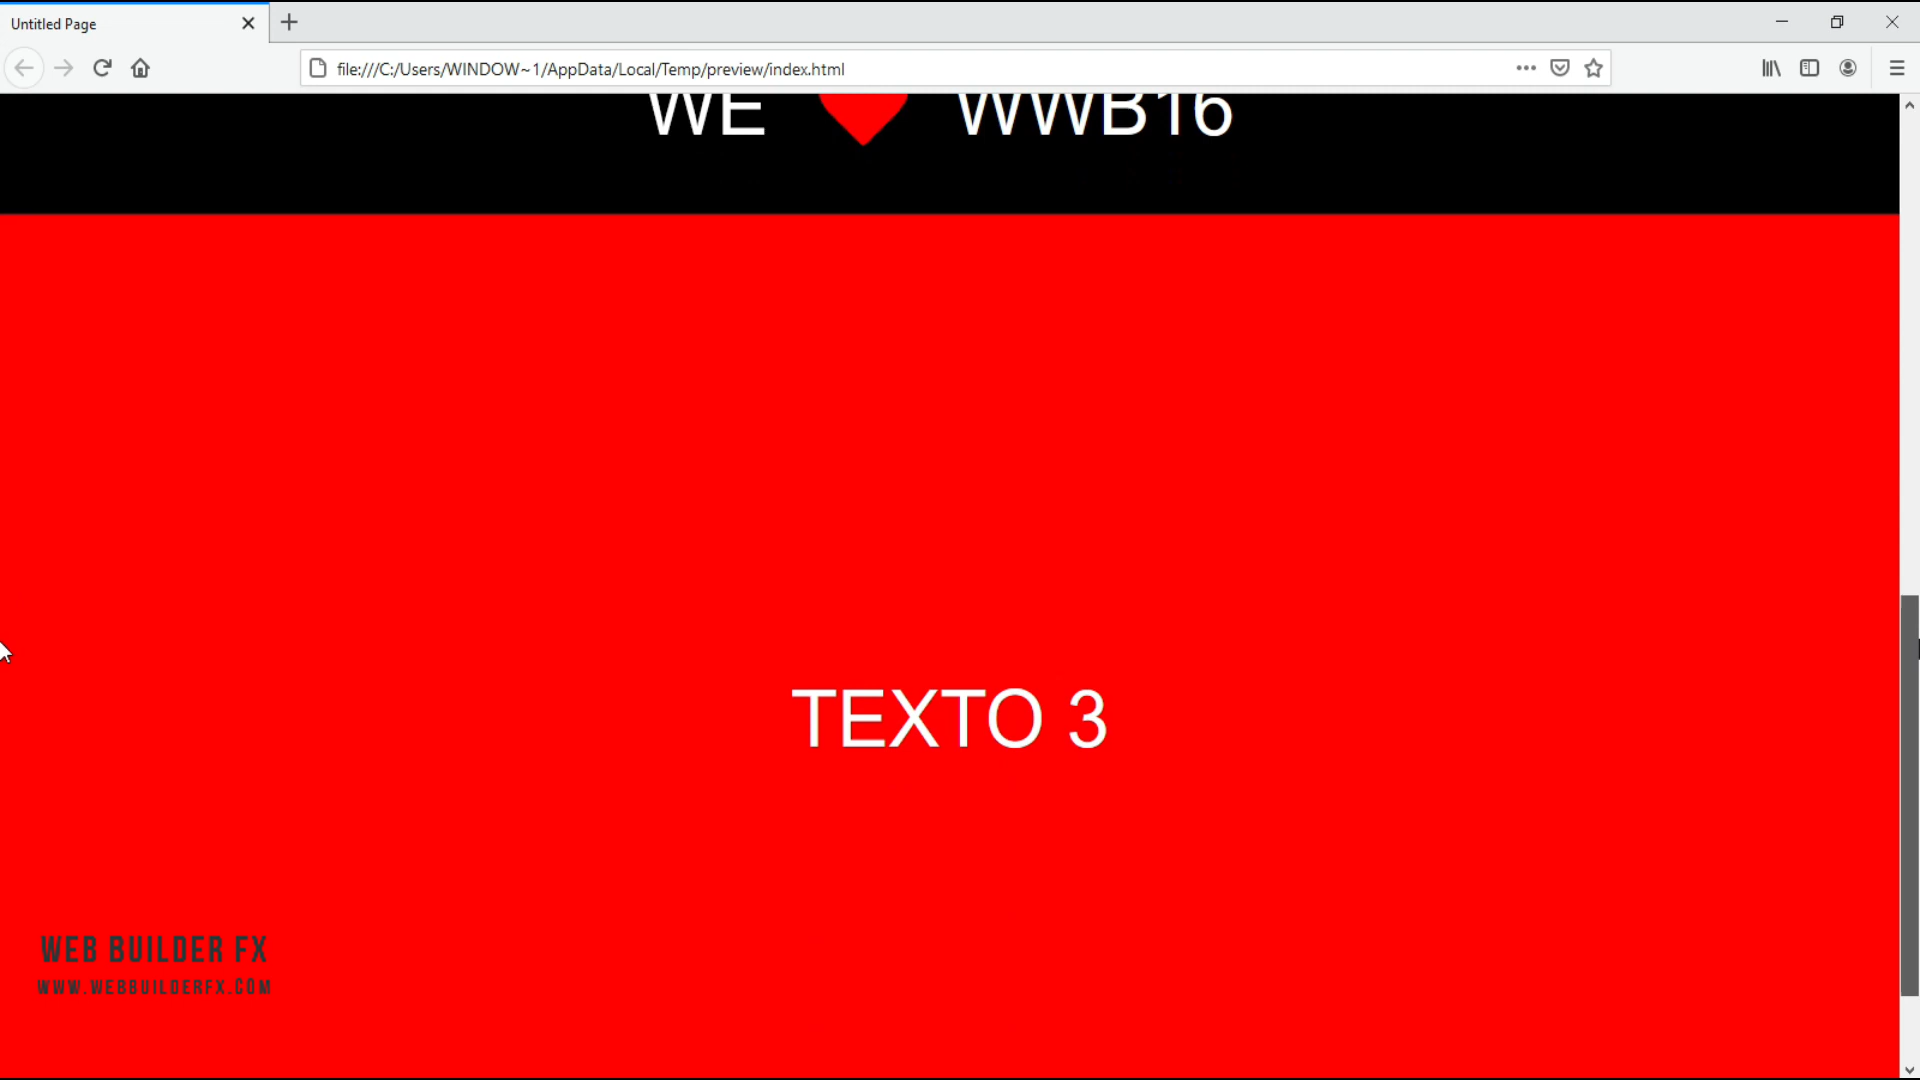 Untitled Page
file:///C:/Users/WINDOW~1/AppData/Local/Temp/preview/index.html
WE WWB16
TEXTO 3
WEB BUILDER FX
WWW.WEBBUILDERFX.COM